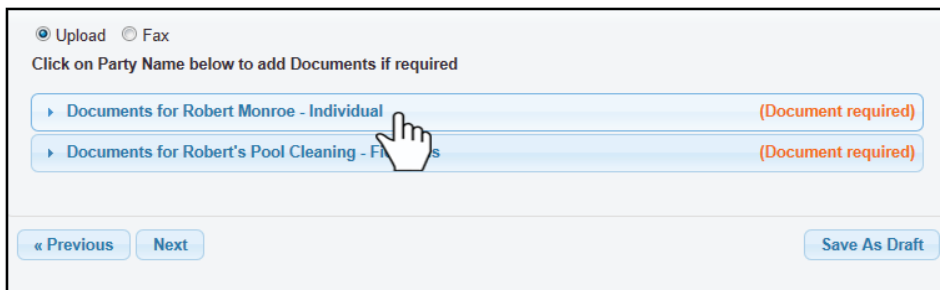 Upload Fax
Click on Party Name below to add Documents if required
Documents for Robert Monroe - Individual (Document required)
Documents for Robert's Pool Cleaning - (Document required)
« Previous Next Save As Draft